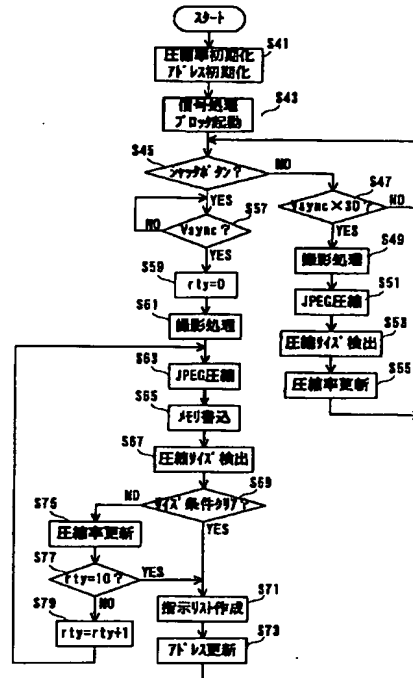 スタート
S41
圧縮率初期化
アドレス初期化
S43
信号処理
ブロック起動
S45
シャッタボタン?
NO
S47
YES
S57
Vsync×30?
NO
NO
Vsync?
YES
S49
YES
撮影処理
S59
S51
rty=0
JPEG圧縮
S61
S53
撮影処理
圧縮サイズ検出
S63
S55
JPEG圧縮
圧縮率更新
S65
メモリ書込
S67
圧縮サイズ検出
S69
NO
サイズ条件クリア?
S75
圧縮率更新
YES
S77
rty=10?
YES
S71
NO
指示リスト作成
S79
S73
rty=rty+1
アドレス更新